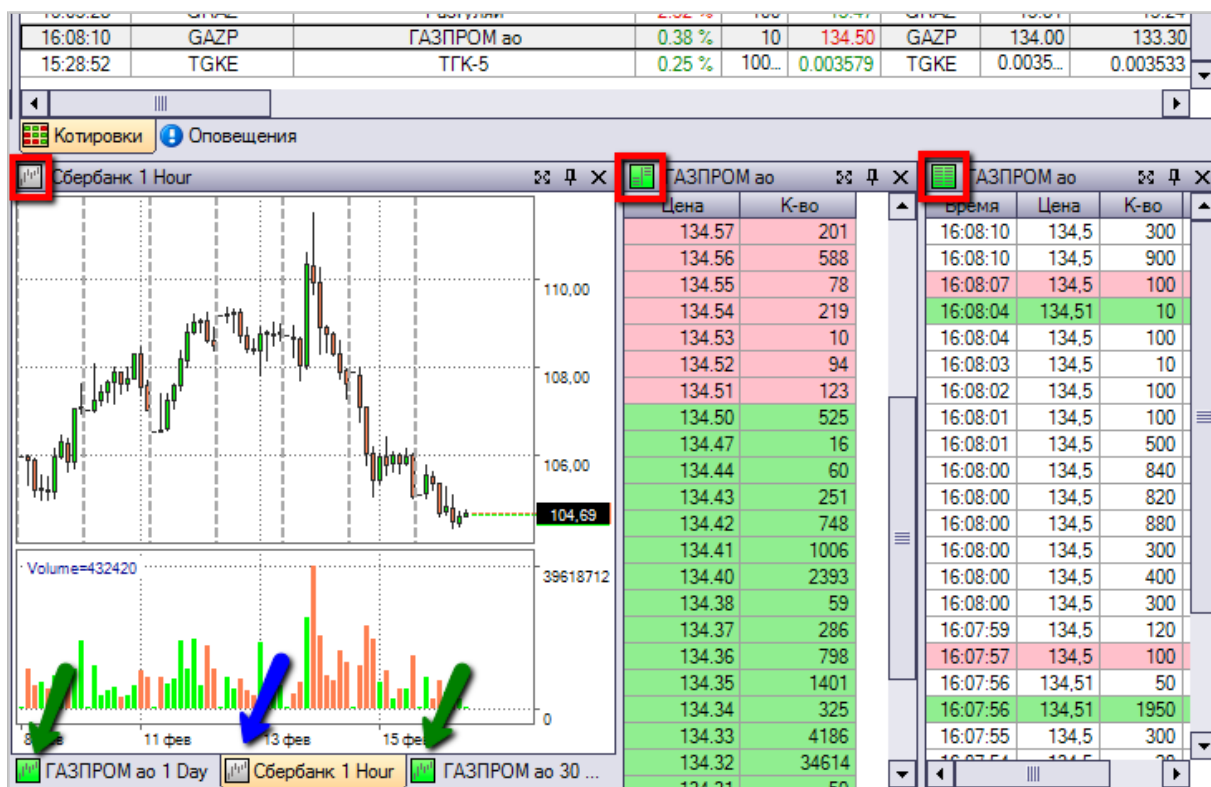 16:08:10 GAZP ГАЗПРОМ ао 0.38 % 10 134.50 GAZP 134.00 133.30
15:28:52 TGKE ТГК-5 0.25 % 100... 0.003579 TGKE 0.0035... 0.003533
Котировки Оповещения
Сбербанк 1 Hour
110,00
108,00
106,00
104,69
Volume=432420
39618712
0
11 фев 13 фев 15 фев
ГАЗПРОМ ао 1 Day Сбербанк 1 Hour ГАЗПРОМ ао 30 ...
ГАЗПРОМ ао
Цена К-во
134.57 201
134.56 588
134.55 78
134.54 219
134.53 10
134.52 94
134.51 123
134.50 525
134.47 16
134.44 60
134.43 251
134.42 748
134.41 1006
134.40 2393
134.38 59
134.37 286
134.36 798
134.35 1401
134.34 325
134.33 4186
134.32 34614
ГАЗПРОМ ао
Время Цена К-во
16:08:10 134,5 300
16:08:10 134,5 900
16:08:07 134,5 100
16:08:04 134,51 10
16:08:04 134,5 100
16:08:03 134,5 10
16:08:02 134,5 100
16:08:01 134,5 100
16:08:01 134,5 500
16:08:00 134,5 840
16:08:00 134,5 820
16:08:00 134,5 880
16:08:00 134,5 300
16:08:00 134,5 400
16:08:00 134,5 300
16:07:59 134,5 120
16:07:57 134,5 100
16:07:56 134,51 50
16:07:56 134,51 1950
16:07:55 134,5 300